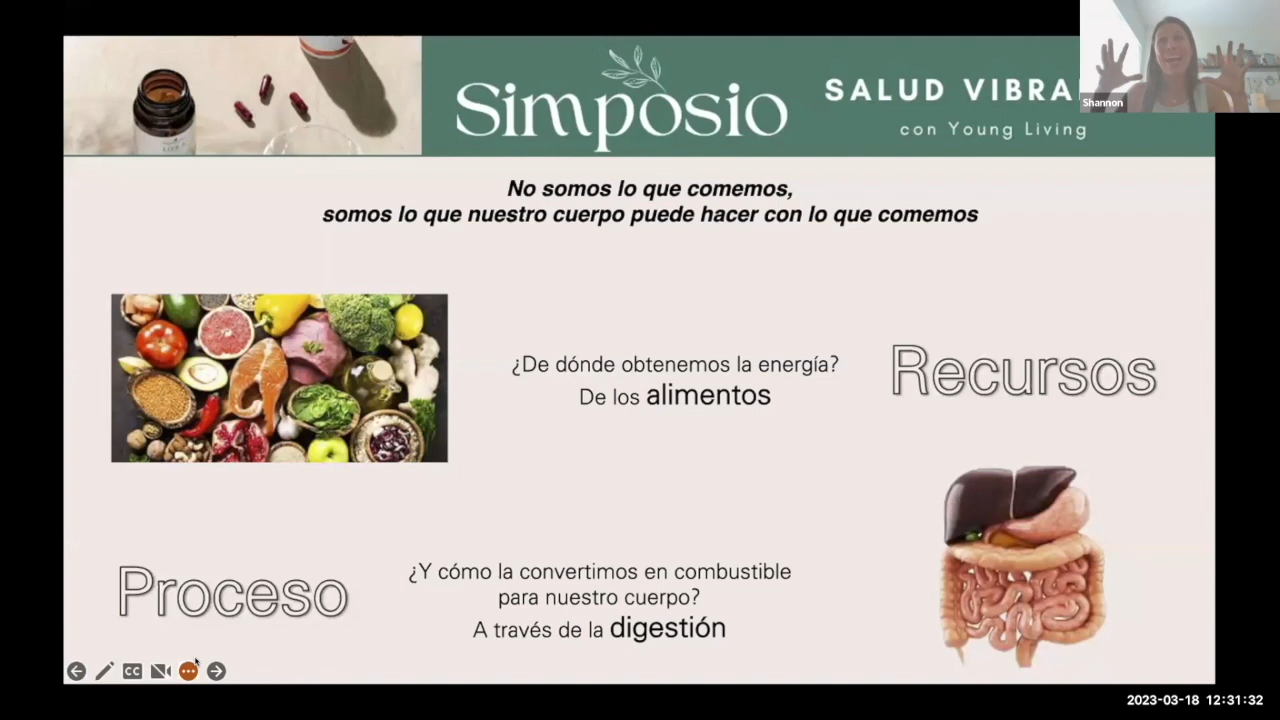 Simposio
SALUD VIBRA
con Young Living
Shannon
No somos lo que comemos,
somos lo que nuestro cuerpo puede hacer con lo que comemos
¿De dónde obtenemos la energía?
De los alimentos
Recursos
Proceso
¿Y cómo la convertimos en combustible
para nuestro cuerpo?
A través de la digestión
CC
2023-03-18 12:31:32